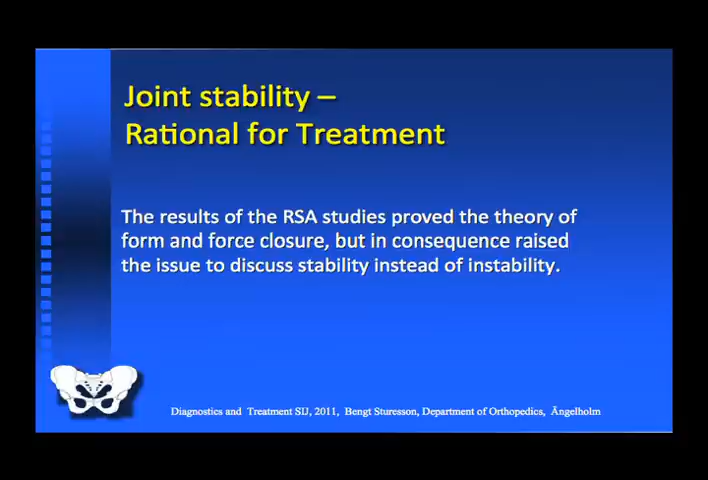 Joint stability –
Rational for Treatment
The results of the RSA studies proved the theory of
form and force closure, but in consequence raised
the issue to discuss stability instead of instability.
Diagnostics and Treatment SIJ, 2011, Bengt Sturesson, Department of Orthopedics, Ängelholm